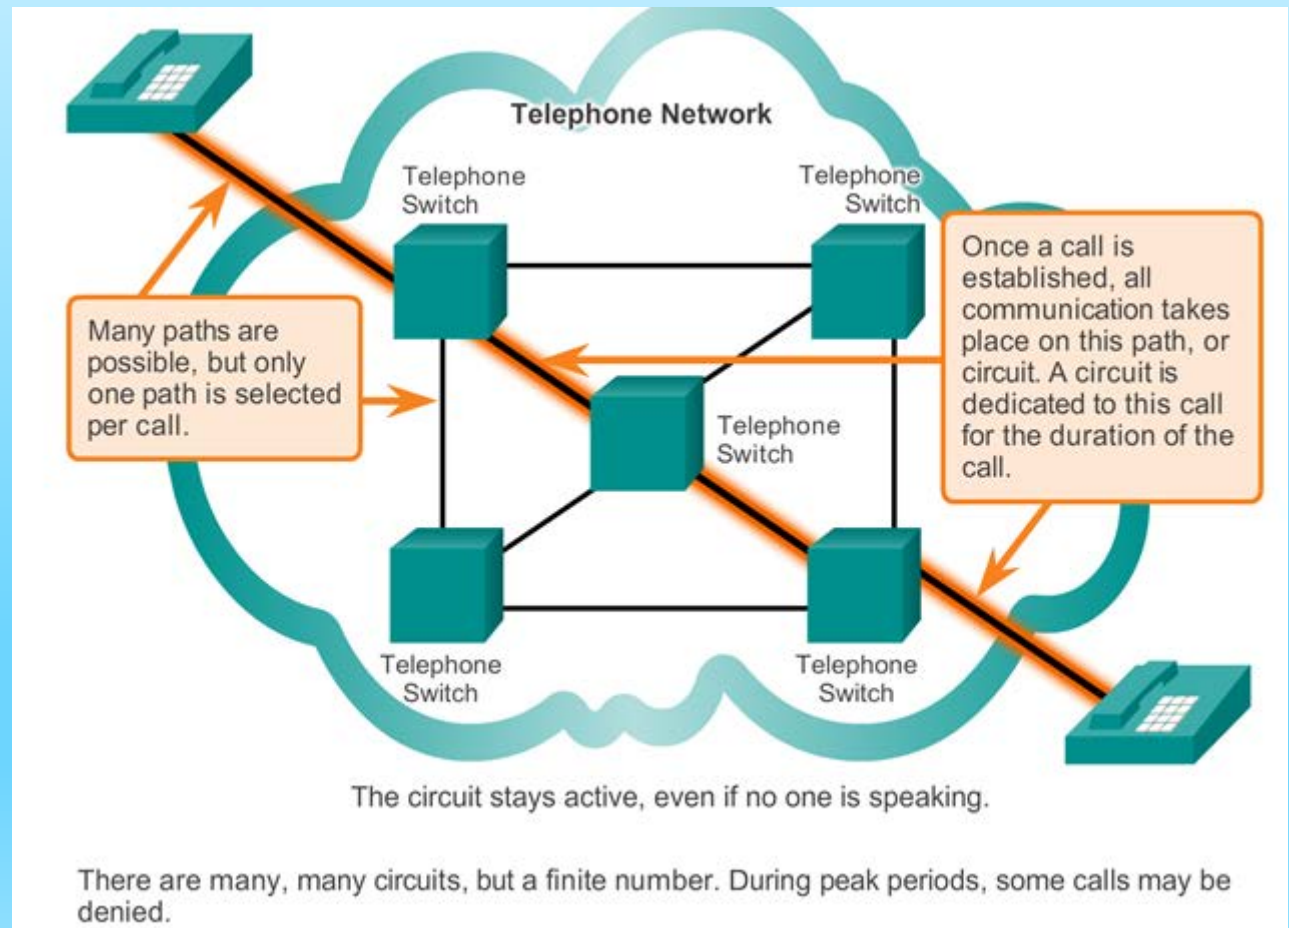 Telephone Network
Telephone
Switch
Telephone
Switch
Many paths are
possible, but only
one path is selected
per call.
Once a call is
established, all
communication takes
place on this path, or
circuit. A circuit is
dedicated to this call
for the duration of the
call.
Telephone
Switch
Telephone
Switch
Telephone
Switch
The circuit stays active, even if no one is speaking.
There are many, many circuits, but a finite number. During peak periods, some calls may be
denied.